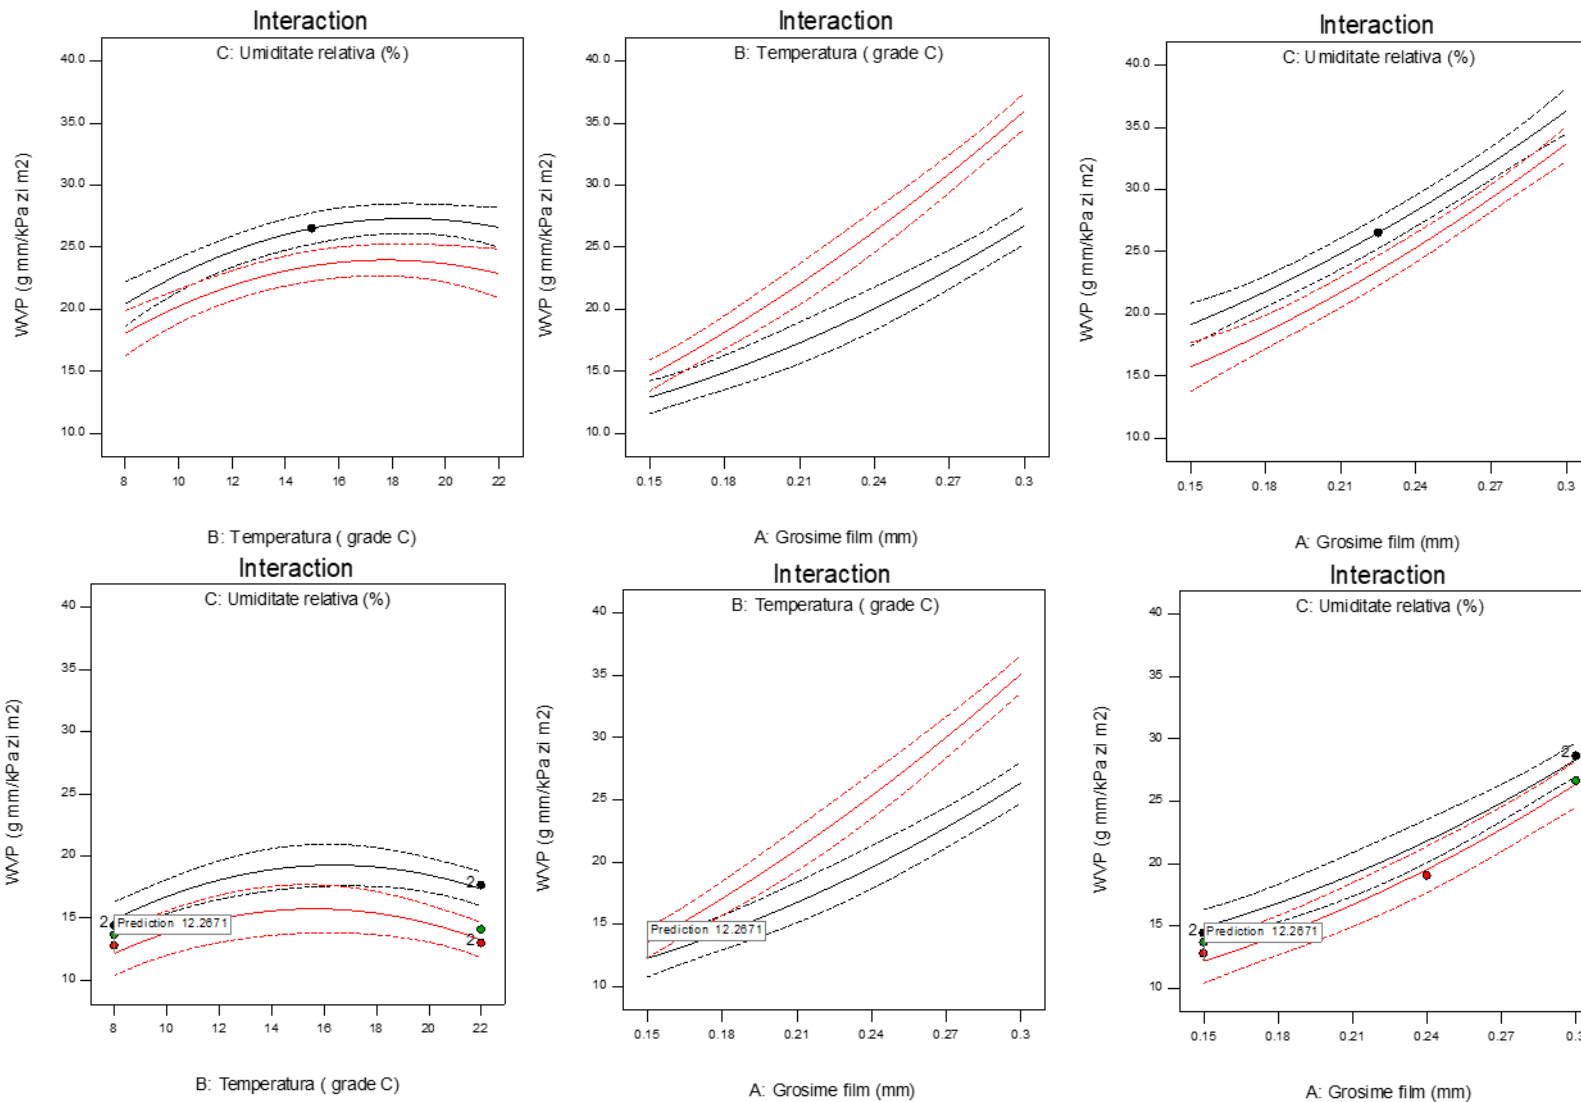 Interaction
C: Umiditate relativa (%)
WVP (g mm/kPa zi m2)
40.0
35.0
30.0
25.0
20.0
15.0
10.0
8 10 12 14 16 18 20 22
B: Temperatura ( grade C)
Interaction
B: Temperatura ( grade C)
WVP (g mm/kPa zi m2)
40.0
35.0
30.0
25.0
20.0
15.0
10.0
0.15 0.18 0.21 0.24 0.27 0.3
A: Grosime film (mm)
Interaction
C: Umiditate relativa (%)
WVP (g mm/kPa zi m2)
40.0
35.0
30.0
25.0
20.0
15.0
10.0
0.15 0.18 0.21 0.24 0.27 0.3
A: Grosime film (mm)
Interaction
C: Umiditate relativa (%)
WVP (g mm/kPa zi m2)
40
35
30
25
20
15
10
2
2
2
Prediction 12.2671
8 10 12 14 16 18 20 22
B: Temperatura ( grade C)
Interaction
B: Temperatura ( grade C)
WVP (g mm/kPa zi m2)
40
35
30
25
20
15
10
Prediction 12.2671
0.15 0.18 0.21 0.24 0.27 0.3
A: Grosime film (mm)
Interaction
C: Umiditate relativa (%)
WVP (g mm/kPa zi m2)
40
35
30
25
20
15
10
2
2
Prediction 12.2671
0.15 0.18 0.21 0.24 0.27 0.3
A: Grosime film (mm)